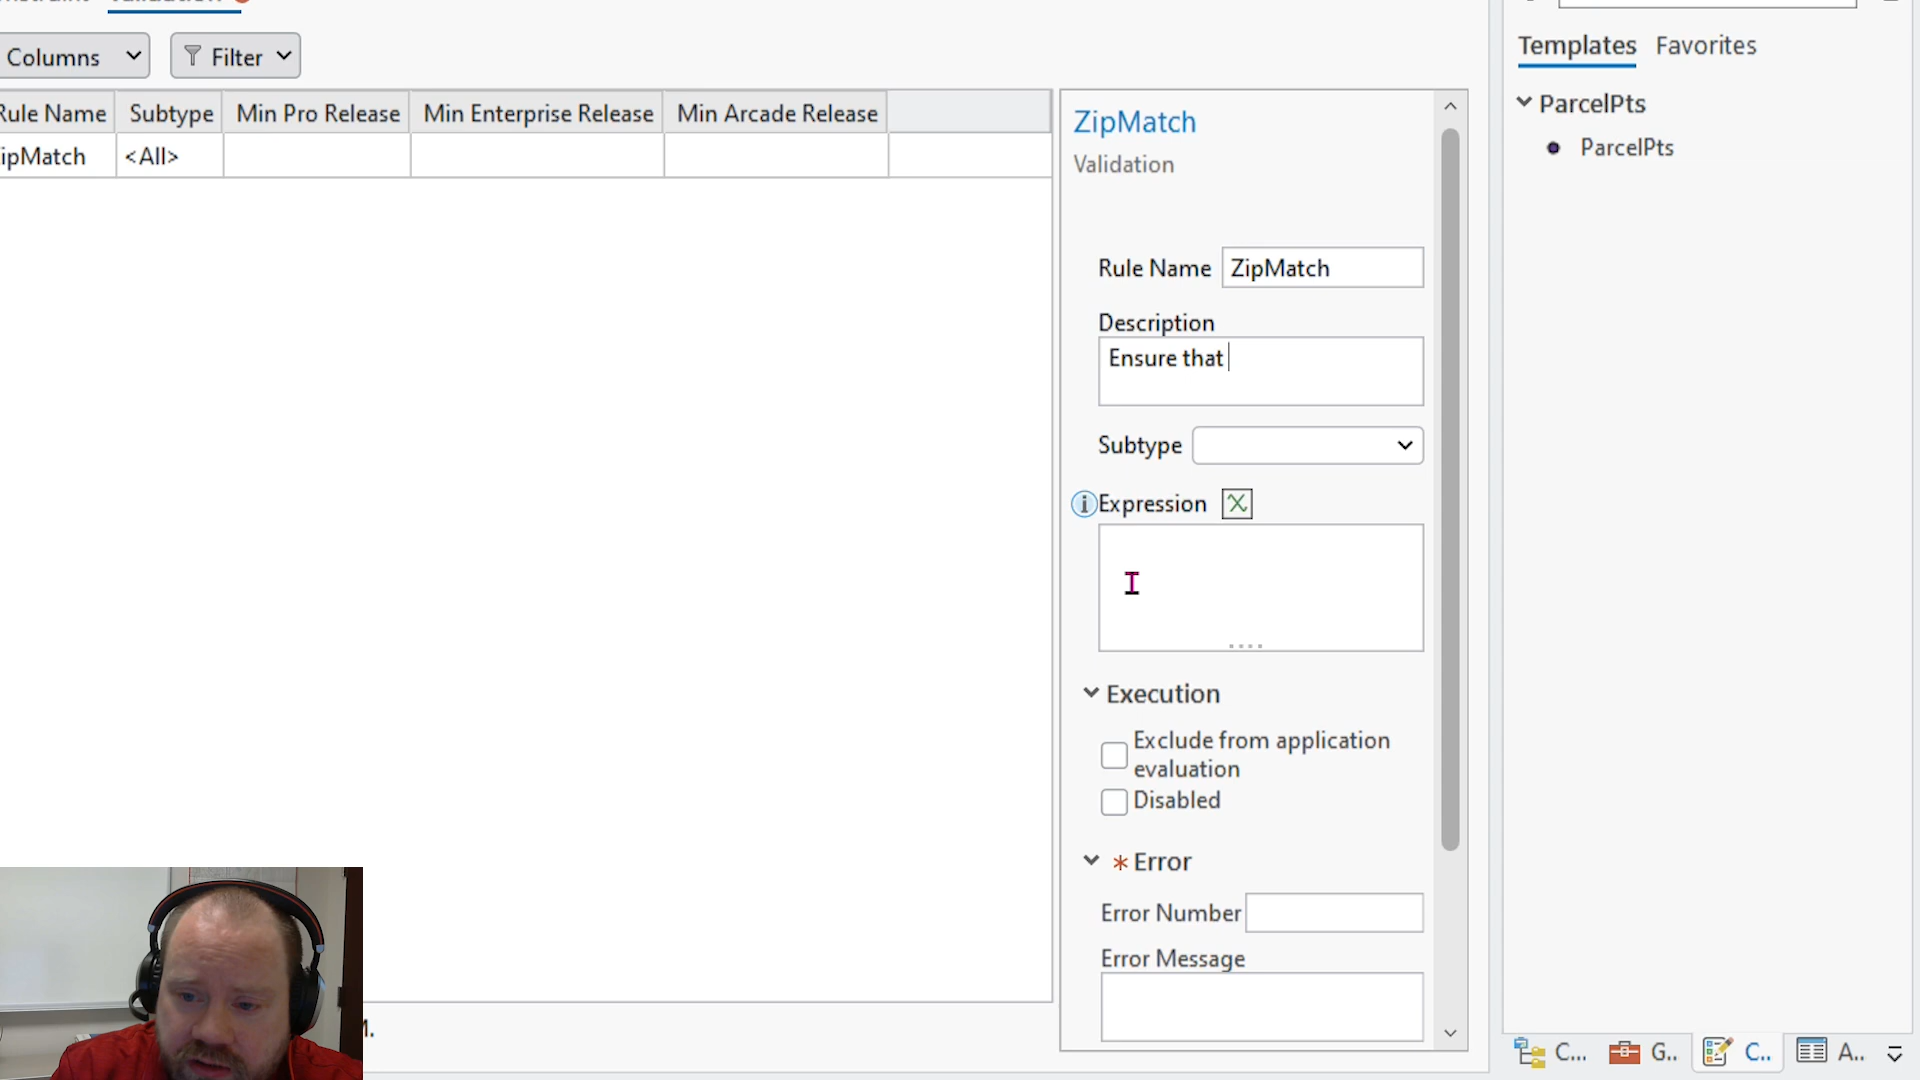 Templates Favorites
Columns
Filter
ParcelPts
ParcelPts
Rule Name Subtype Min Pro Release Min Enterprise Release Min Arcade Release
<All>
ZipMatch
Validation
Rule Name ZipMatch
Description
Ensure that
Subtype
Expression
Execution
Exclude from application
evaluation
Disabled
* Error
Error Number
Error Message
C... G.. C.. A..